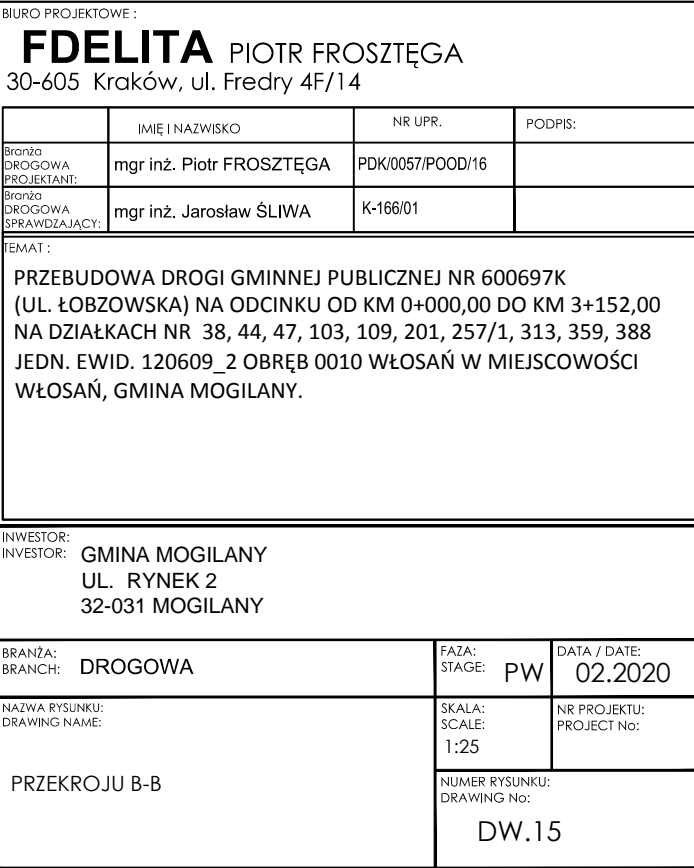 BIURO PROJEKTOWE :
FDELITA PIOTR FROSZTĘGA
30-605 Kraków, ul. Fredry 4F/14
IMIĘ I NAZWISKO NR UPR. PODPIS:
Branża
DROGOWA
PROJEKTANT:
mgr inż. Piotr FROSZTĘGA PDK/0057/POOD/16
Branża
DROGOWA
SPRAWDZAJĄCY:
mgr inż. Jarosław ŚLIWA K-166/01
TEMAT :
PRZEBUDOWA DROGI GMINNEJ PUBLICZNEJ NR 600697K
(UL. ŁOBZOWSKA) NA ODCINKU OD KM 0+000,00 DO KM 3+152,00
NA DZIAŁKACH NR 38, 44, 47, 103, 109, 201, 257/1, 313, 359, 388
JEDN. EWID. 120609_2 OBRĘB 0010 WŁOSAŃ W MIEJSCOWOŚCI
WŁOSAŃ, GMINA MOGILANY.
INWESTOR:
INVESTOR:
GMINA MOGILANY
UL. RYNEK 2
32-031 MOGILANY
BRANŻA:
BRANCH: DROGOWA
FAZA:
STAGE: PW
DATA / DATE:
02.2020
NAZWA RYSUNKU:
DRAWING NAME:
PRZEKROJU B-B
SKALA:
SCALE:
1:25
NR PROJEKTU:
PROJECT No:
NUMER RYSUNKU:
DRAWING No:
DW.15